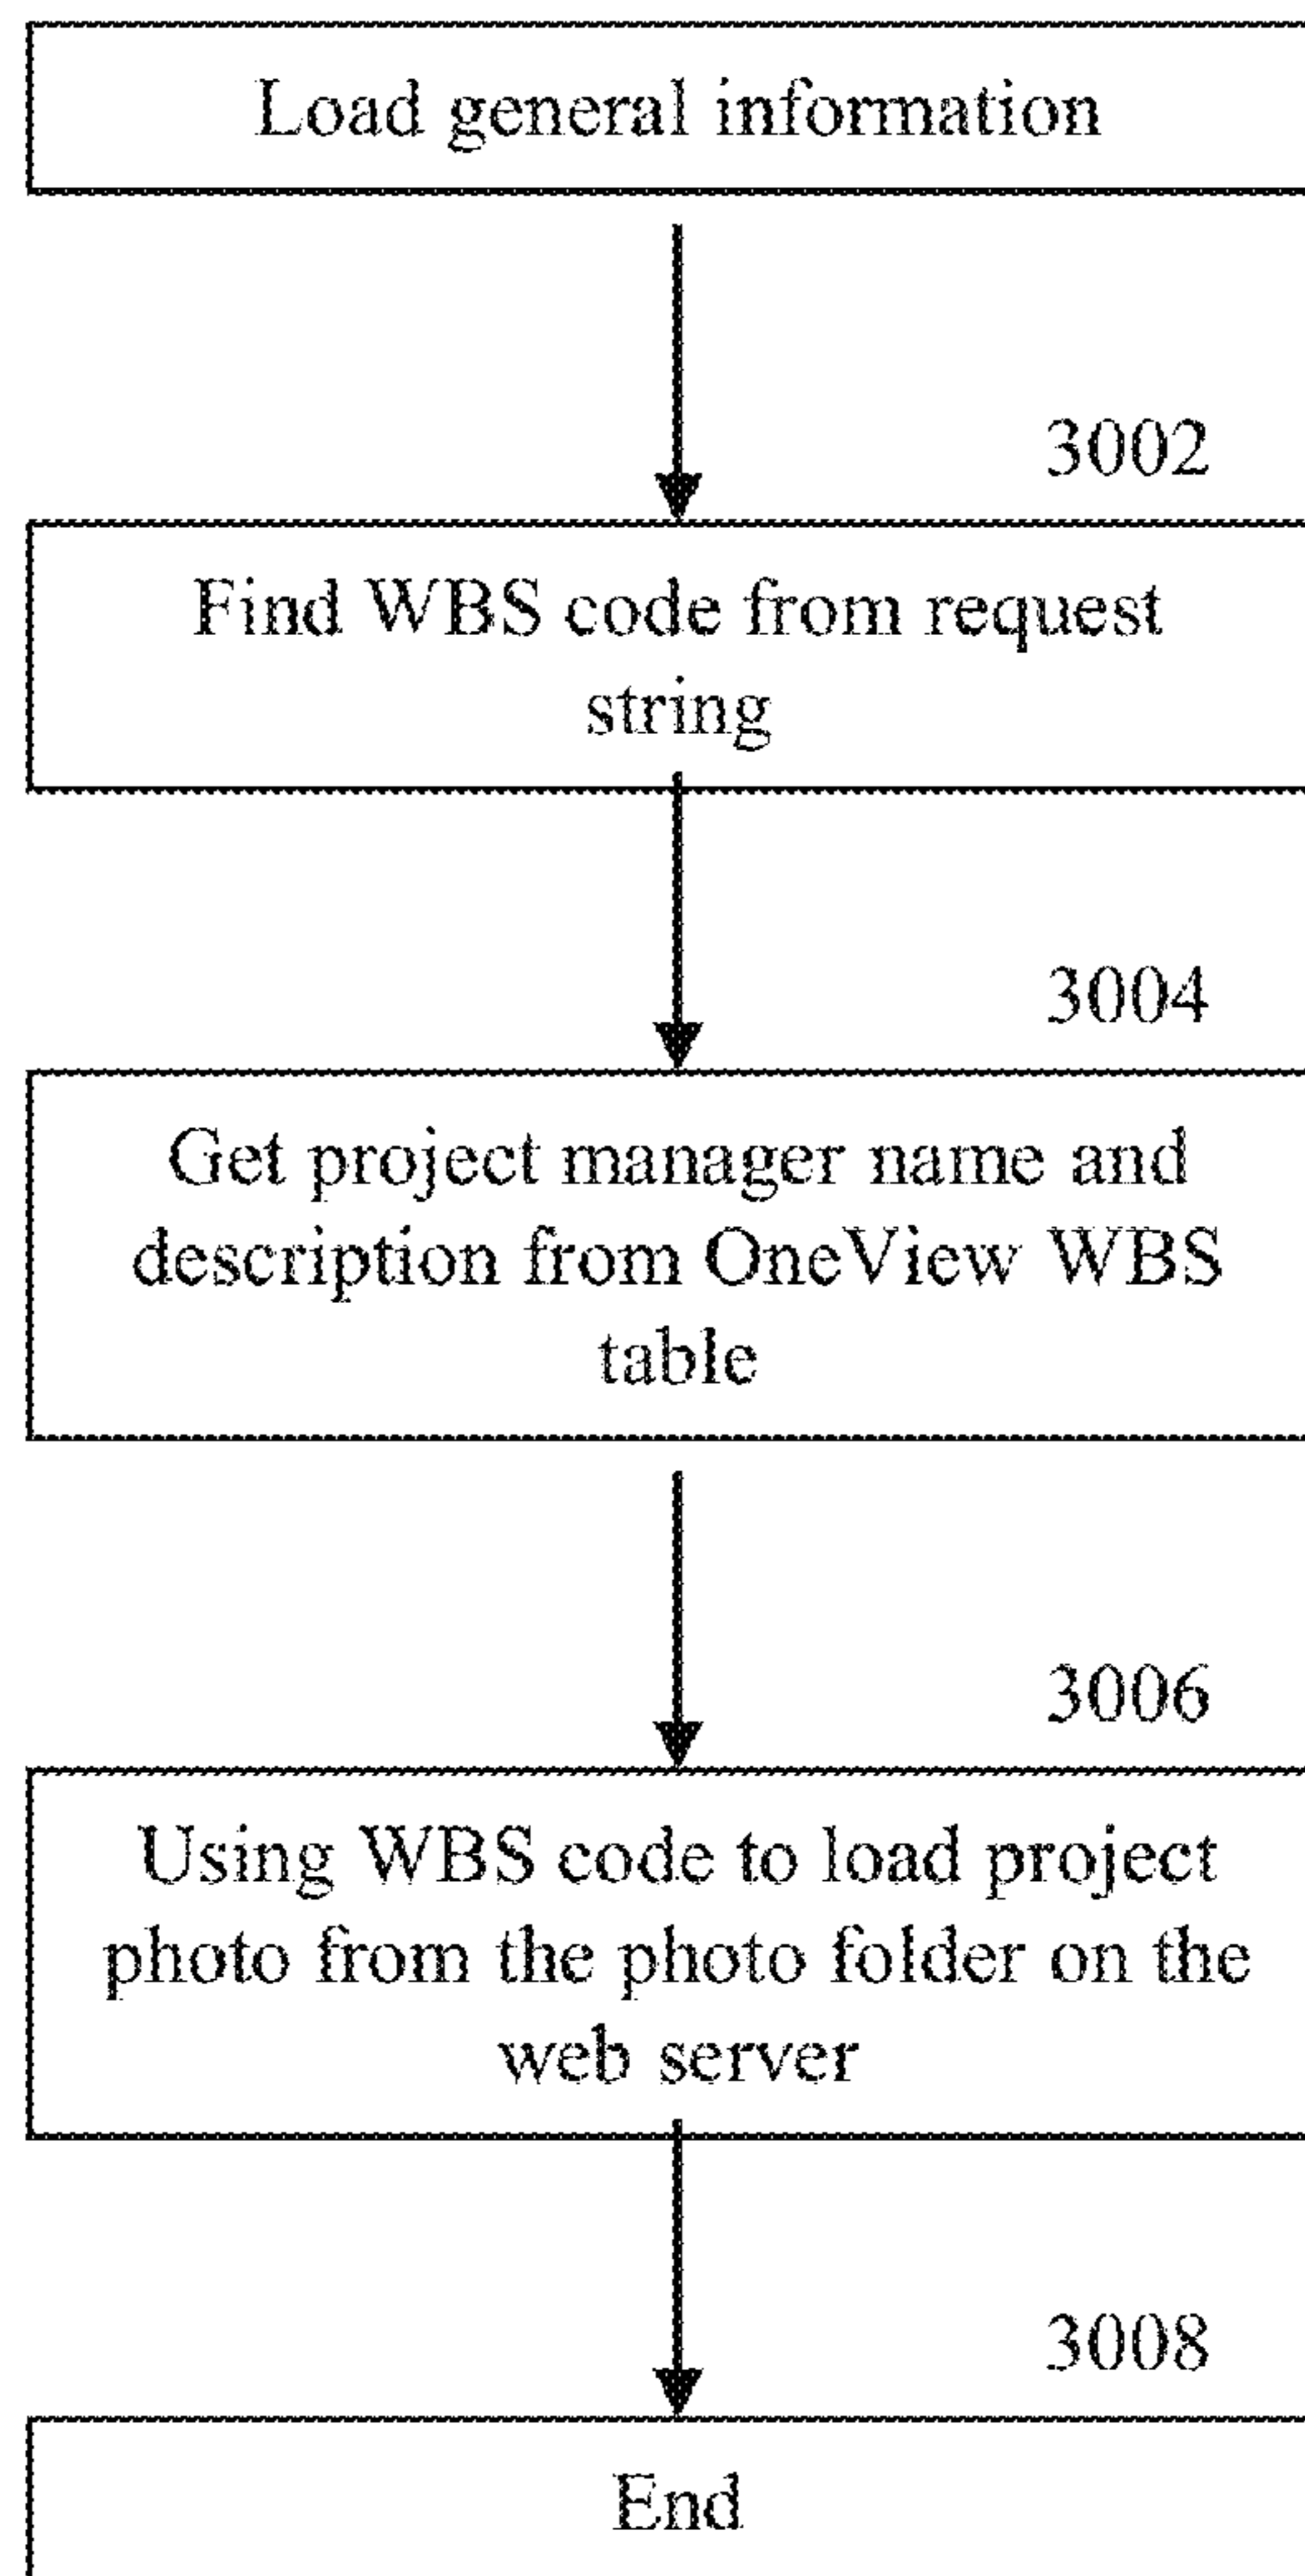 Load general information
3002
Find WBS code from request
string
3004
Get project manager name and
description from OneView WBS
table
3006
Using WBS code to load project
photo from the photo folder on the
web server
3008
End